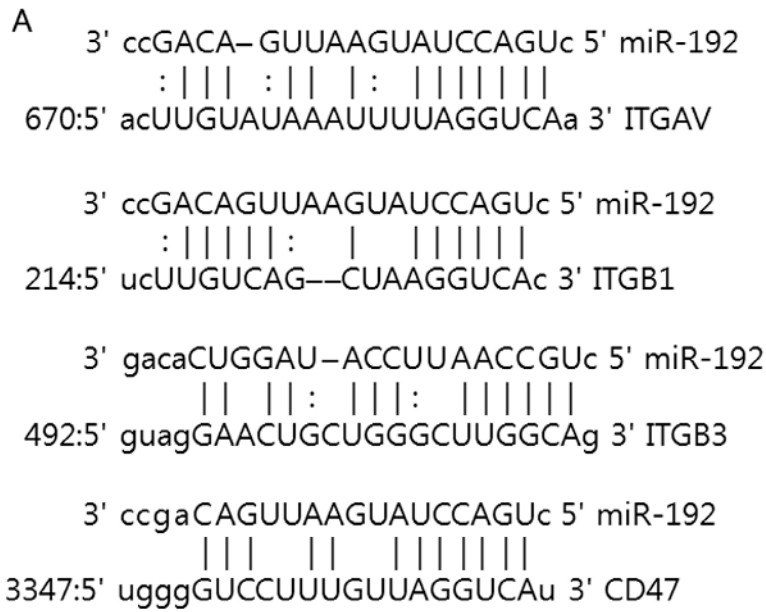 A
3' ccGACA– GUUAAGUAUCCAGUc 5' miR-192
:||| :|| |: |||||||
670:5' acUUGUAUAAAUUUUAGGUCAa 3' ITGAV
3' ccGACAGUUAAGUAUCCAGUc 5' miR-192
:|||||: | ||||||
214:5' ucUUGUCAG––CUAAGGUCAc 3' ITGB1
3' gacaCUGGAU–ACCUUAACCGUc 5' miR-192
|| ||: |||: ||||||
492:5' guagGAACUGCUGGGCUUGGCAg 3' ITGB3
3' ccgaCAGUUAAGUAUCCAGUc 5' miR-192
||| || |||||||
3347:5' ugggGUCCUUUGUUAGGUCAu 3' CD47